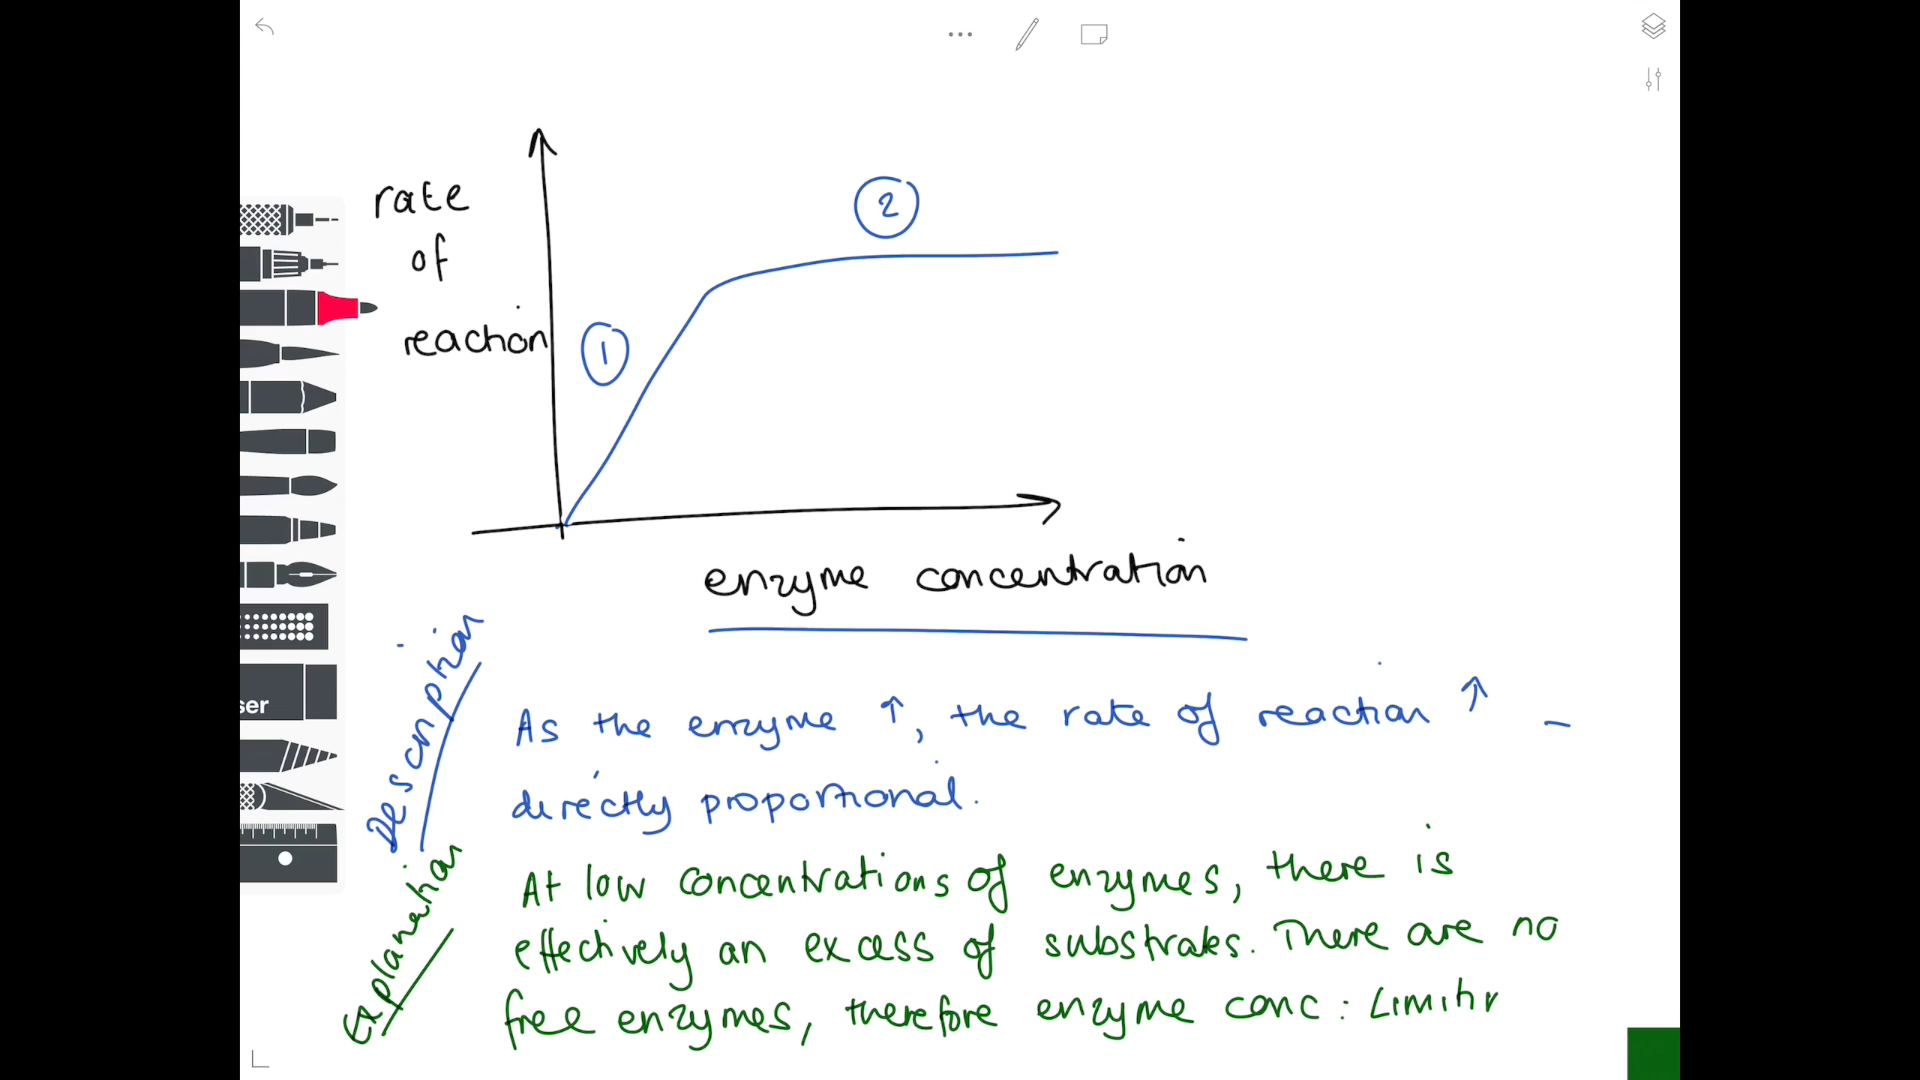 rate
of
reaction
1
2
enzyme concentration
ser
Description
As the enzyme ↑, the rate of reaction ↑ -
directly proportional.
Explanation
At low concentrations of enzymes, there is
effectively an excess of substrates. There are no
free enzymes, therefore enzyme conc: Limitir